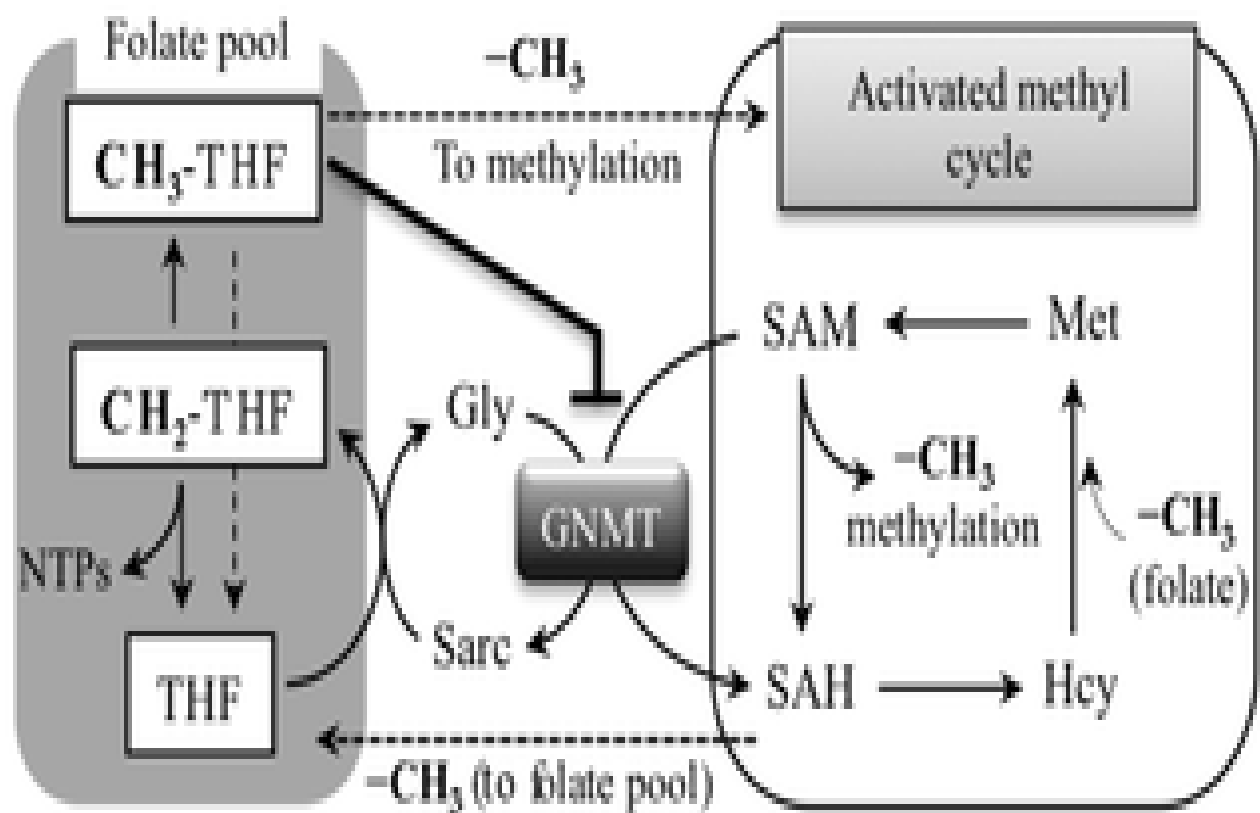 Folate pool
CH₃-THF
CH₂-THF
NTPs
THF
–CH₃
To methylation
Gly
GNMT
Sarc
–CH₃ (to folate pool)
Activated methyl
cycle
SAM
Met
–CH₃
methylation
–CH₃
(folate)
SAH
Hcy